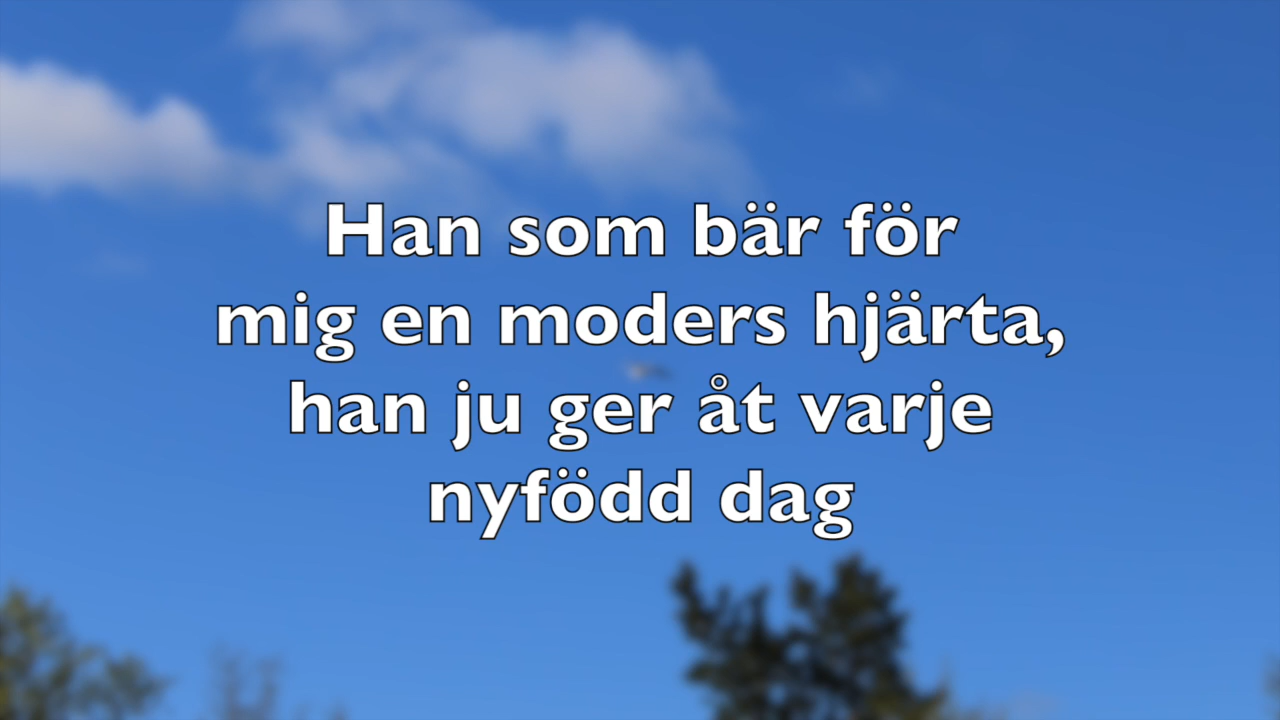 Han som bär för
mig en moders hjärta,
han ju ger åt varje
nyfödd dag